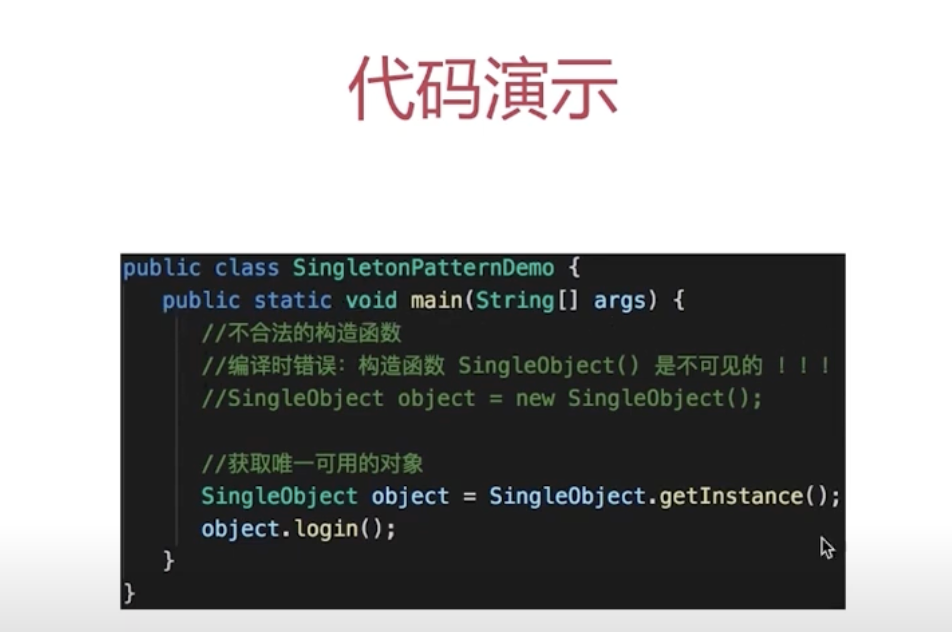 代码演示
public class SingletonPatternDemo {
public static void main(String[] args) {
//不合法的构造函数
//编译时错误：构造函数 SingleObject() 是不可见的 ！！！
//SingleObject object = new SingleObject();
//获取唯一可用的对象
SingleObject object = SingleObject.getInstance();
object.login();
}
}